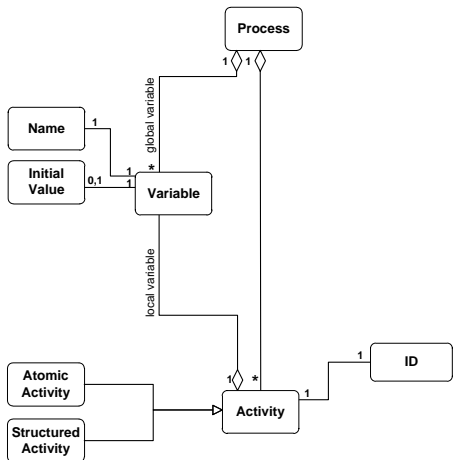 Process
1
1
global variable
Name
1
Initial
Value
0,1
1
1
*
Variable
local variable
1
*
Activity
1
1
ID
Atomic
Activity
Structured
Activity